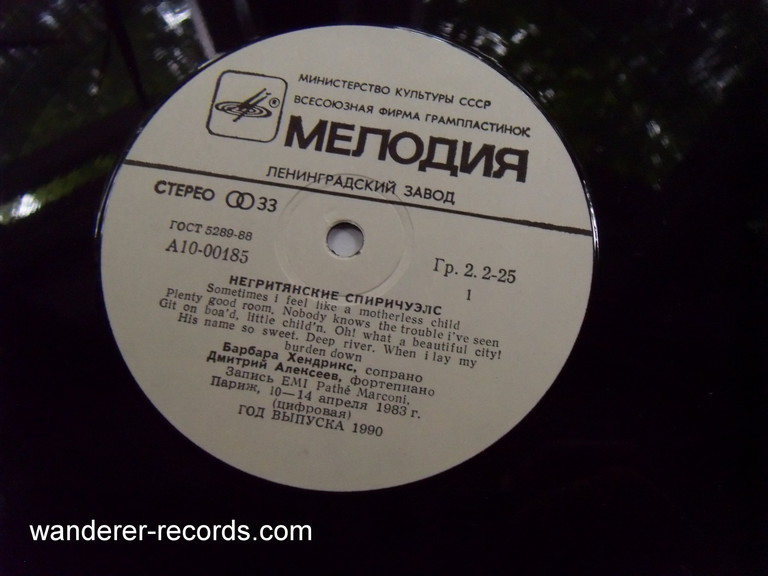 МИНИСТЕРСТВО КУЛЬТУРЫ СССР
ВСЕСОЮЗНАЯ ФИРМА ГРАМПЛАСТИНОК
®
МЕЛОДИЯ
ЛЕНИНГРАДСКИЙ ЗАВОД
СТЕРЕО 33
ГОСТ 5289-88
А10-00185
Гр. 2. 2-25
1
НЕГРИТЯНСКИЕ СПИРИЧУЭЛС
Sometimes i feel like a motherless child
Plenty good room. Nobody knows the trouble i've seen
Git on boa'd, little child'n. Oh! what a beautiful city!
His name so sweet. Deep river. When i lay my
burden down
Барбара Хендрикс, сопрано
Дмитрий Алексеев, фортепиано
Запись EMI Pathé Marconi,
Париж, 10—14 апреля 1983 г.
(цифровая)
ГОД ВЫПУСКА 1990
wanderer-records.com